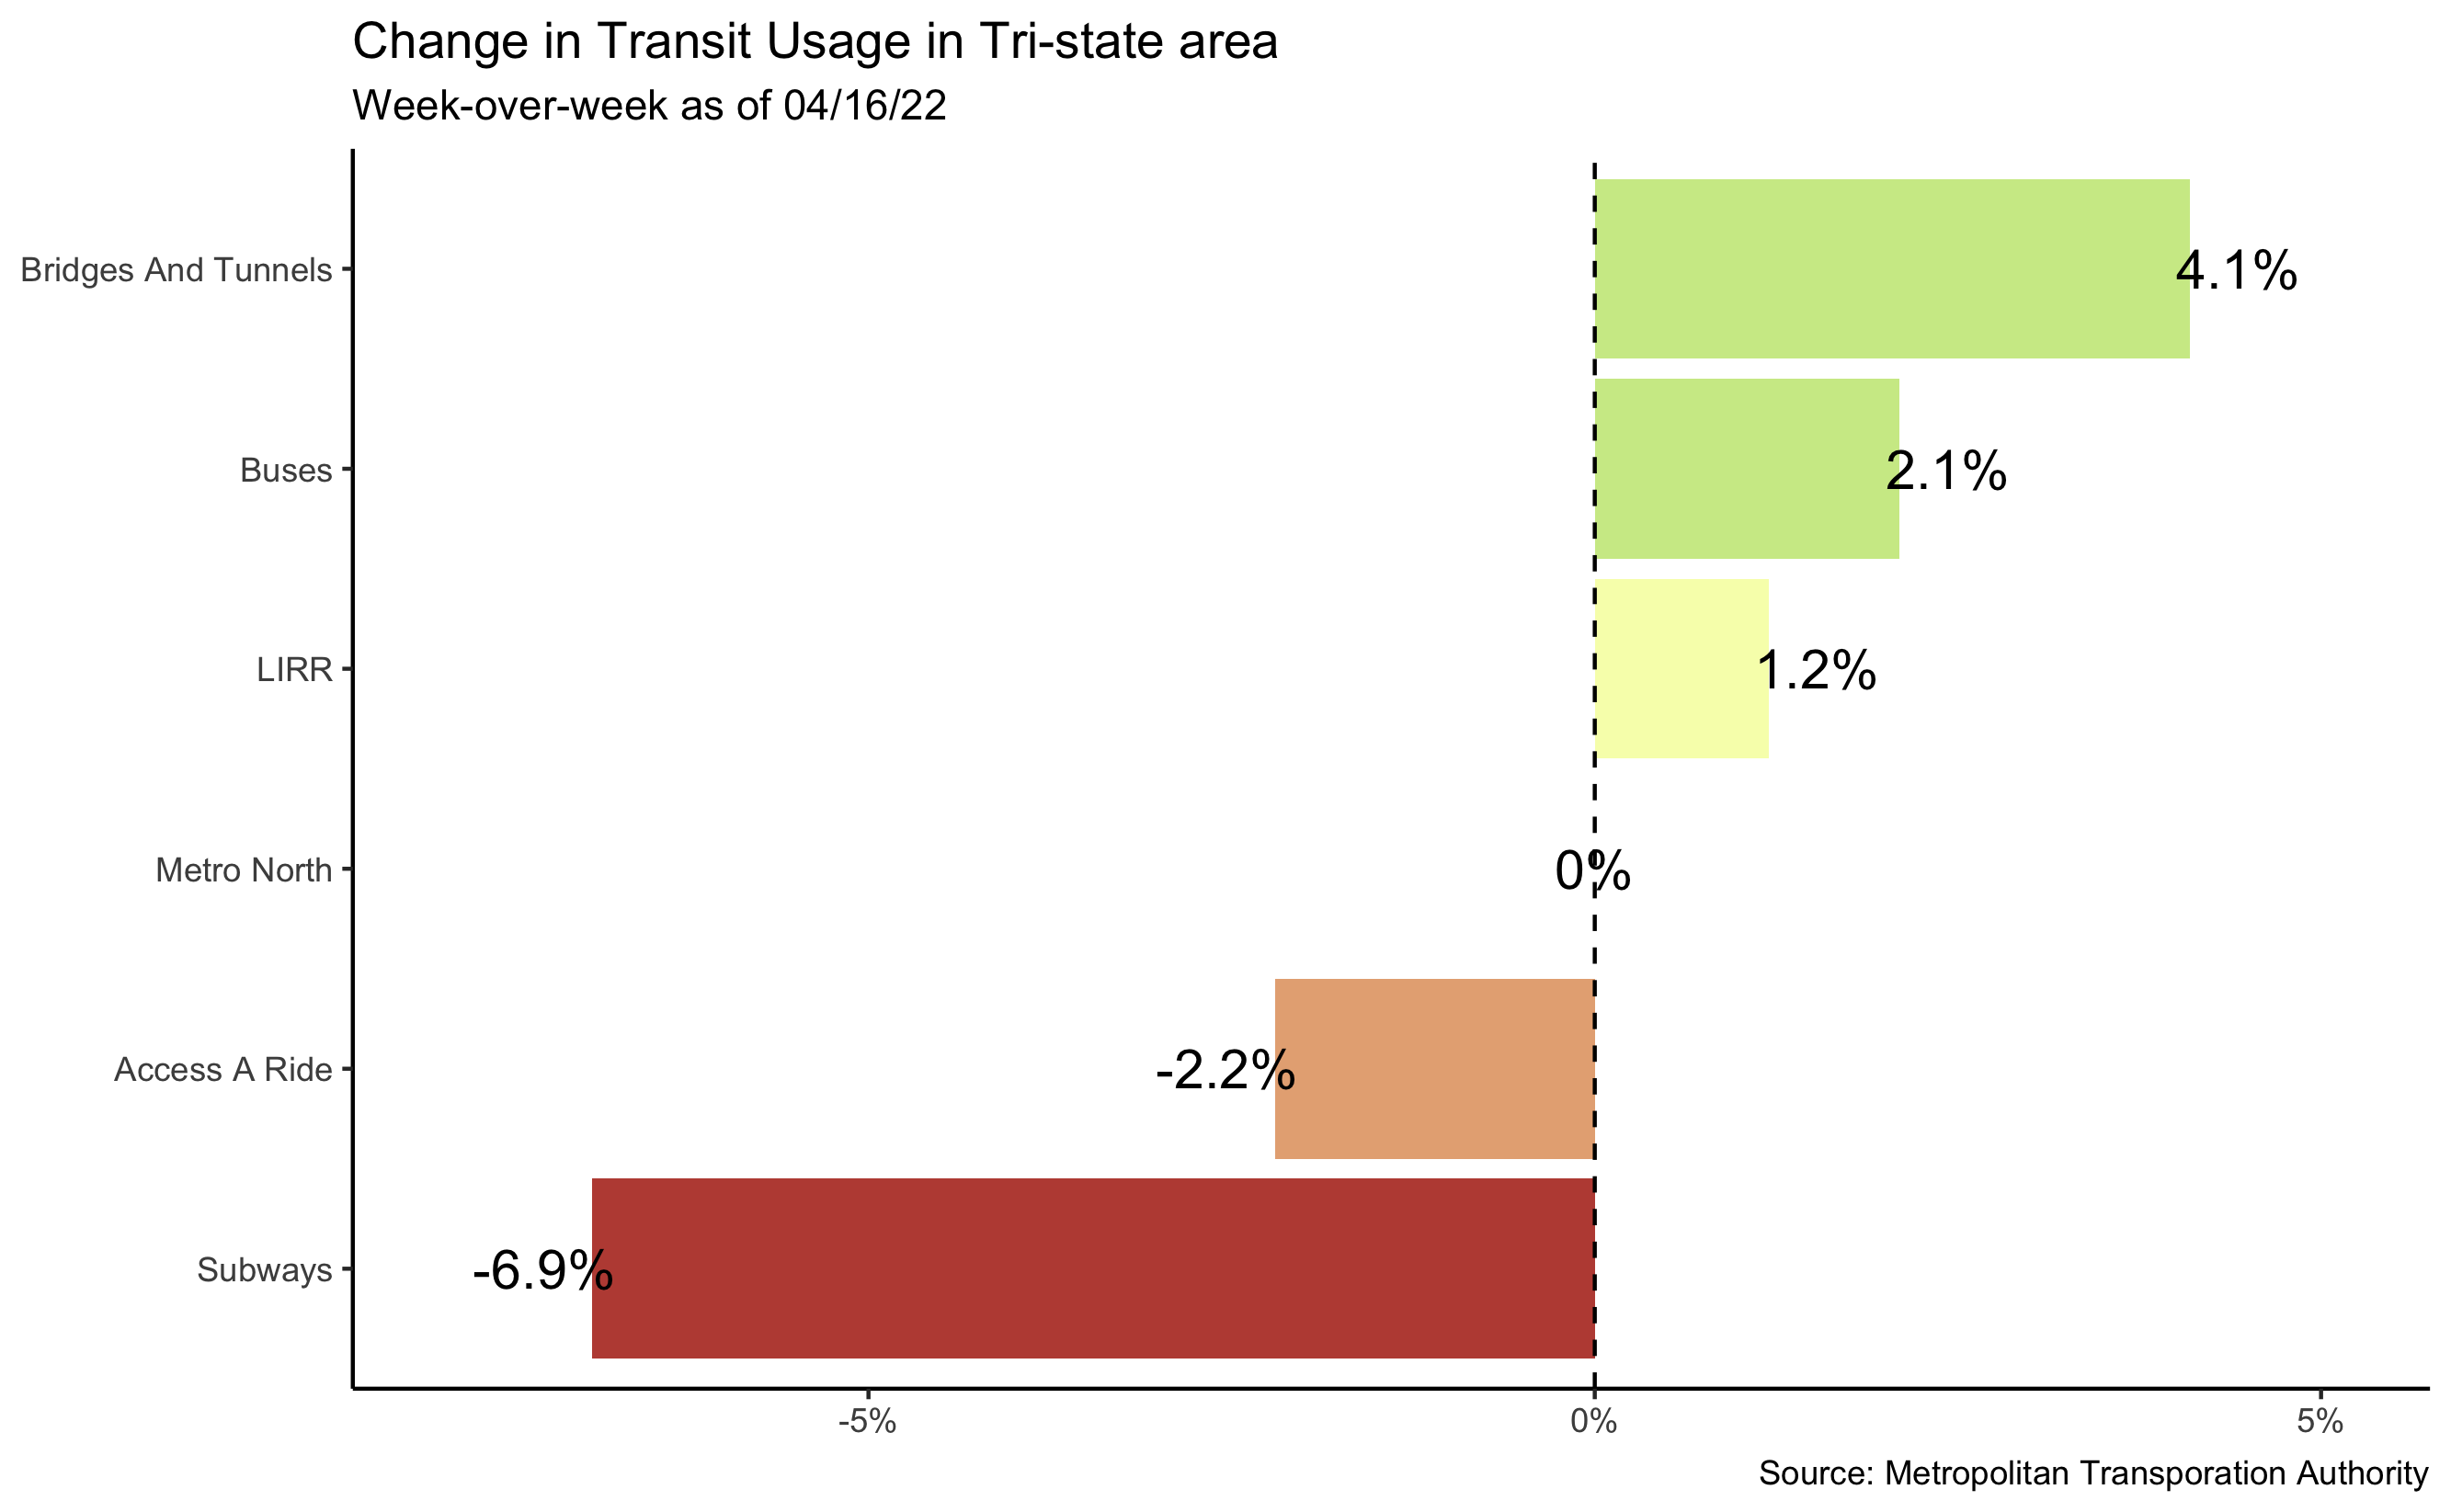 Change in Transit Usage in Tri-state area
Week-over-week as of 04/16/22
Bridges And Tunnels
4.1%
Buses
2.1%
LIRR
1.2%
Metro North
0%
Access A Ride
-2.2%
Subways
-6.9%
-5%
0%
5%
Source: Metropolitan Transporation Authority